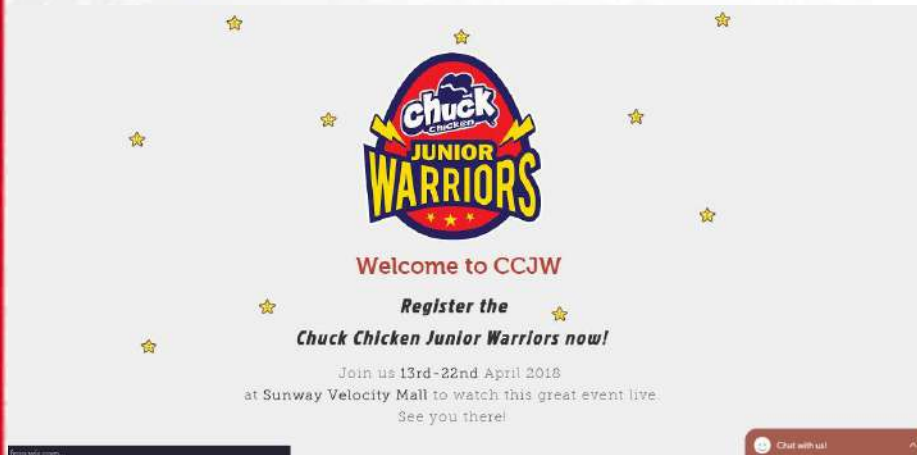 chuck
chicken
JUNIOR
WARRIORS
Welcome to CCJW
Register the
Chuck Chicken Junior Warriors now!
Join us 13rd-22nd April 2018
at Sunway Velocity Mall to watch this great event live.
See you there!
Chat with us!